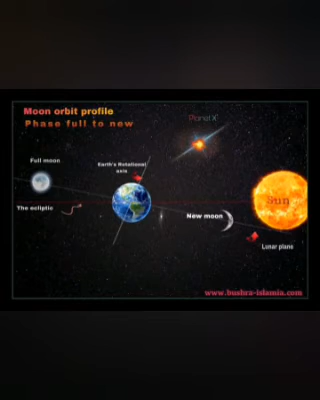 Moon orbit profile
Phase full to new
Planet X
Full moon
Earth's Rotational
axis
The ecliptic
New moon
Sun
Lunar plane
www.bushra-islamia.com